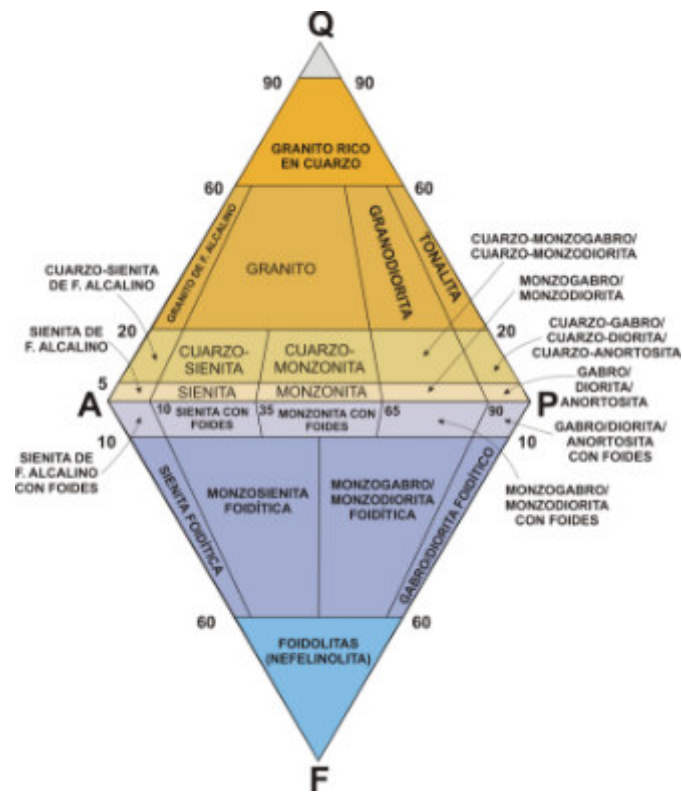 Q
90
90
GRANITO RICO
EN CUARZO
60
60
GRANITO DE F. ALCALINO
GRANITO
GRANODIORITA
TONALITA
CUARZO-MONZOGABRO/
CUARZO-MONZODIORITA
CUARZO-SIENITA
DE F. ALCALINO
MONZOGABRO/
MONZODIORITA
SIENITA DE
F. ALCALINO
20
20
CUARZO-
SIENITA
CUARZO-
MONZONITA
CUARZO-GABRO/
CUARZO-DIORITA/
CUARZO-ANORTOSITA
5
SIENITA
MONZONITA
GABRO/
DIORITA/
ANORTOSITA
A
10
SIENITA CON
FOIDES
35
MONZONITA CON
FOIDES
65
90
P
10
10
GABRO/DIORITA/
ANORTOSITA
CON FOIDES
SIENITA DE
F. ALCALINO
CON FOIDES
MONZOGABRO/
MONZODIORITA
CON FOIDES
SIENITA FOIDÍTICA
MONZOSIENITA
FOIDÍTICA
MONZOGABRO/
MONZODIORITA
FOIDÍTICA
GABRO/DIORITA FOIDÍTICO
60
60
FOIDOLITAS
(NEFELINOLITA)
F